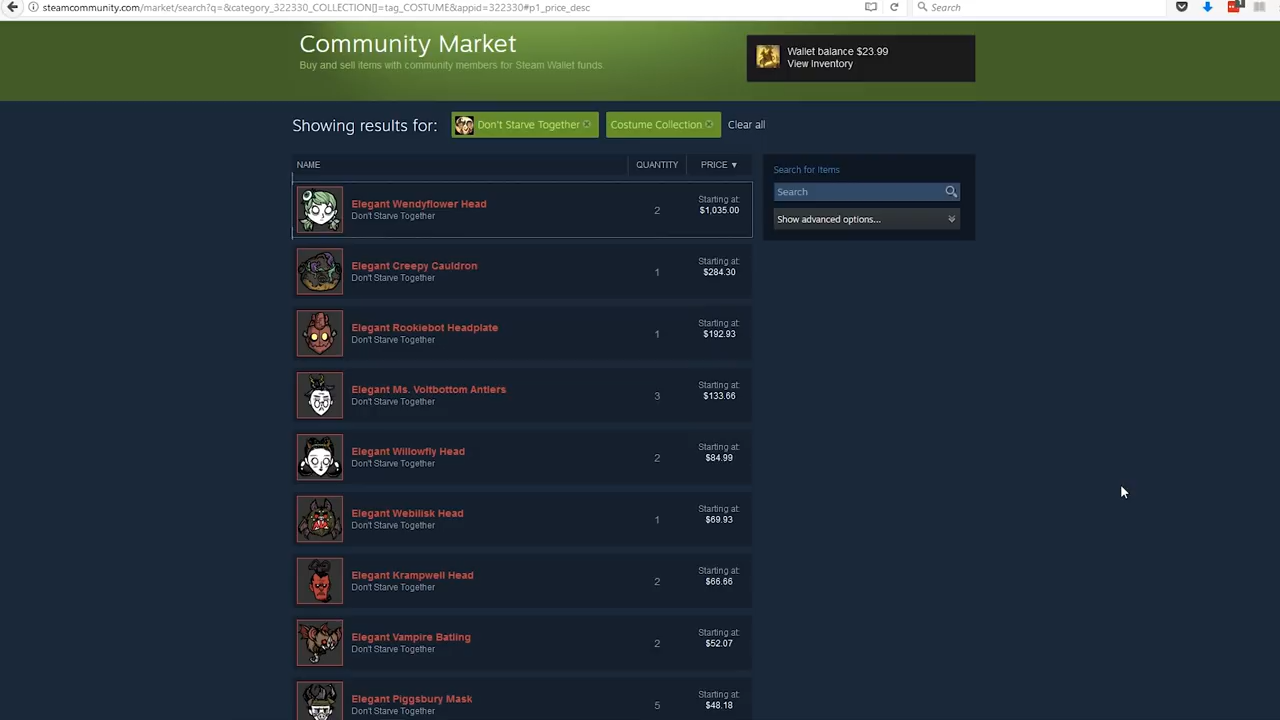 steamcommunity.com/market/search?q=&category_322330_COLLECTION[]=tag_COSTUME&appid=322330#p1_price_desc
Search
1
Community Market
Buy and sell items with community members for Steam Wallet funds.
Wallet balance $23.99
View Inventory
Showing results for:
Don't Starve Together
Costume Collection
Clear all
NAME
QUANTITY
PRICE ▼
Search for Items
Search
Show advanced options...
Elegant Wendyflower Head
Don't Starve Together
2
Starting at:
$1,035.00
Elegant Creepy Cauldron
Don't Starve Together
1
Starting at:
$284.30
Elegant Rookiebot Headplate
Don't Starve Together
1
Starting at:
$192.93
Elegant Ms. Voltbottom Antlers
Don't Starve Together
3
Starting at:
$133.66
Elegant Willowfly Head
Don't Starve Together
2
Starting at:
$84.99
Elegant Webilisk Head
Don't Starve Together
1
Starting at:
$69.93
Elegant Krampwell Head
Don't Starve Together
2
Starting at:
$66.66
Elegant Vampire Batling
Don't Starve Together
2
Starting at:
$52.07
Elegant Piggsbury Mask
Don't Starve Together
5
Starting at:
$48.18